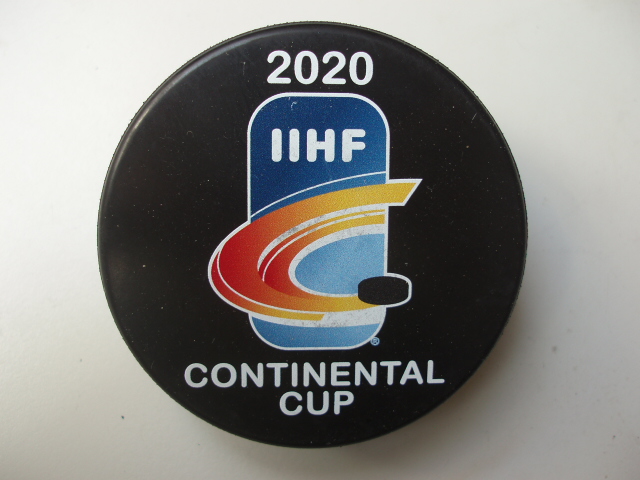 2020
IIHF
CONTINENTAL
CUP
®